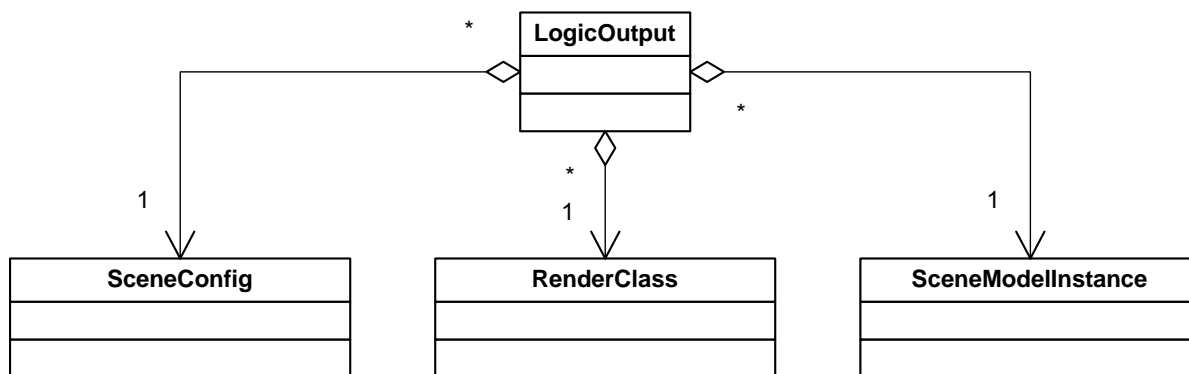 *
LogicOutput
*
*
1
1
1
SceneConfig
RenderClass
SceneModelInstance